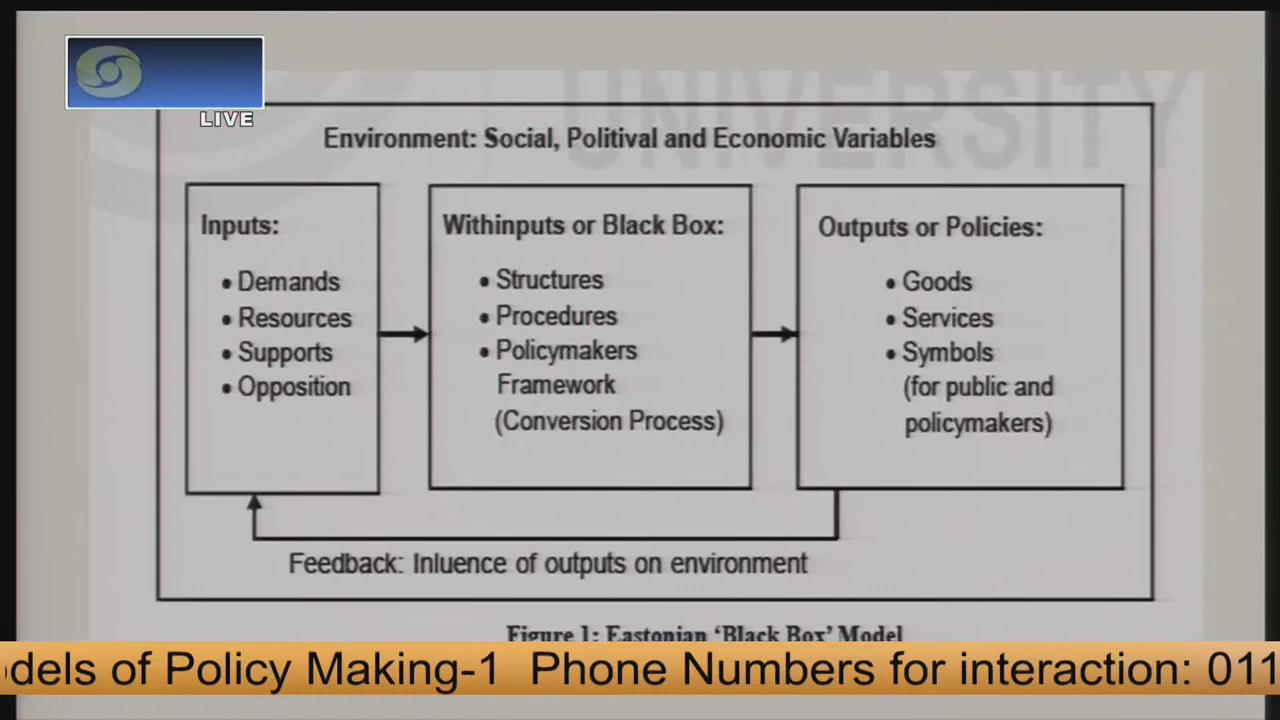 LIVE
UNIVERSITY
Environment: Social, Politival and Economic Variables
Inputs:
• Demands
• Resources
• Supports
• Opposition
Withinputs or Black Box:
• Structures
• Procedures
• Policymakers
Framework
(Conversion Process)
Outputs or Policies:
• Goods
• Services
• Symbols
(for public and
policymakers)
Feedback: Inluence of outputs on environment
Figure 1: Eastonian ‘Black Box’ Model
of Policy Making-1 Phone Numbers for interaction: 011